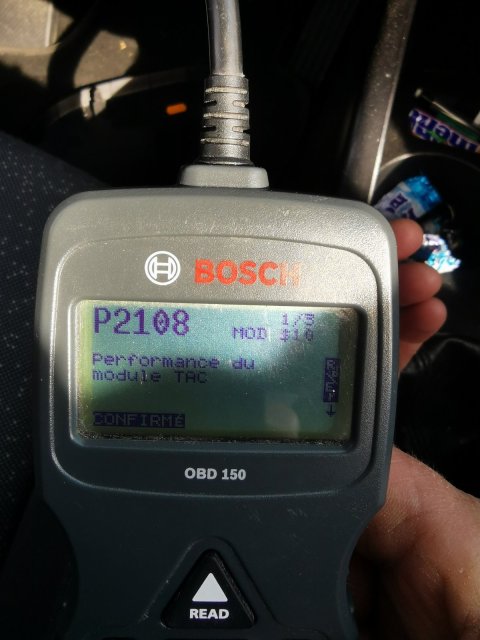 BOSCH
P2108
1/3
MOD $10
Performance du
module TAC
CONFIRMÉ
OBD 150
READ